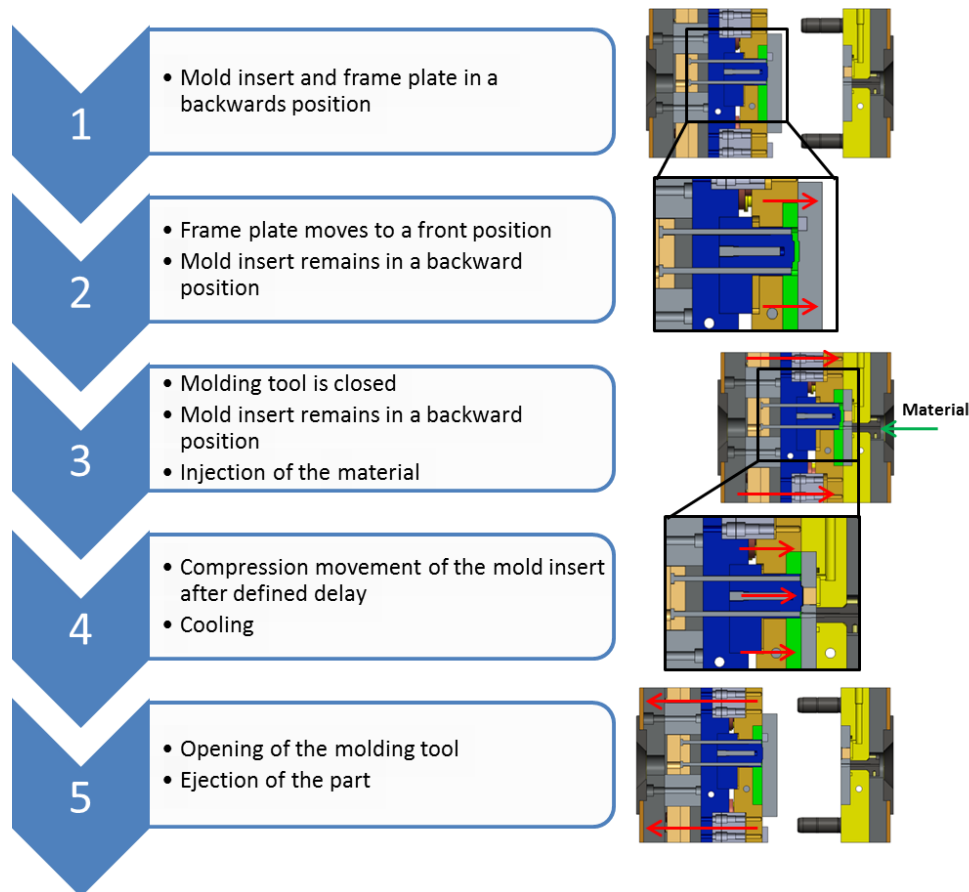 1
• Mold insert and frame plate in a
backwards position
2
• Frame plate moves to a front position
• Mold insert remains in a backward
position
3
• Molding tool is closed
• Mold insert remains in a backward
position
• Injection of the material
Material
4
• Compression movement of the mold insert
after defined delay
• Cooling
5
• Opening of the molding tool
• Ejection of the part